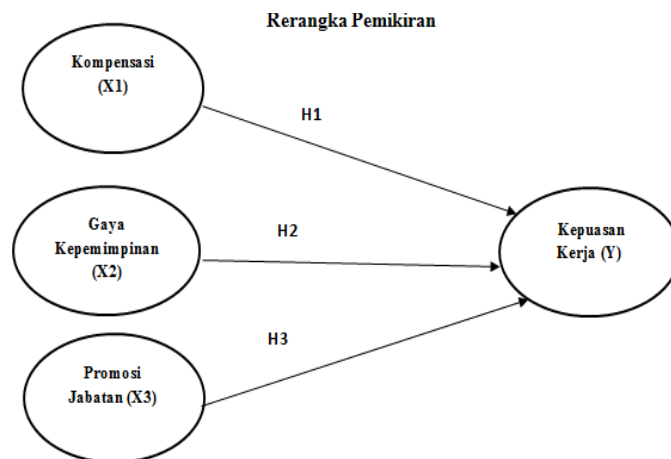 Rerangka Pemikiran
Kompensasi
(X1)
H1
Gaya
Kepemimpinan
(X2)
H2
Kepuasan
Kerja (Y)
H3
Promosi
Jabatan (X3)